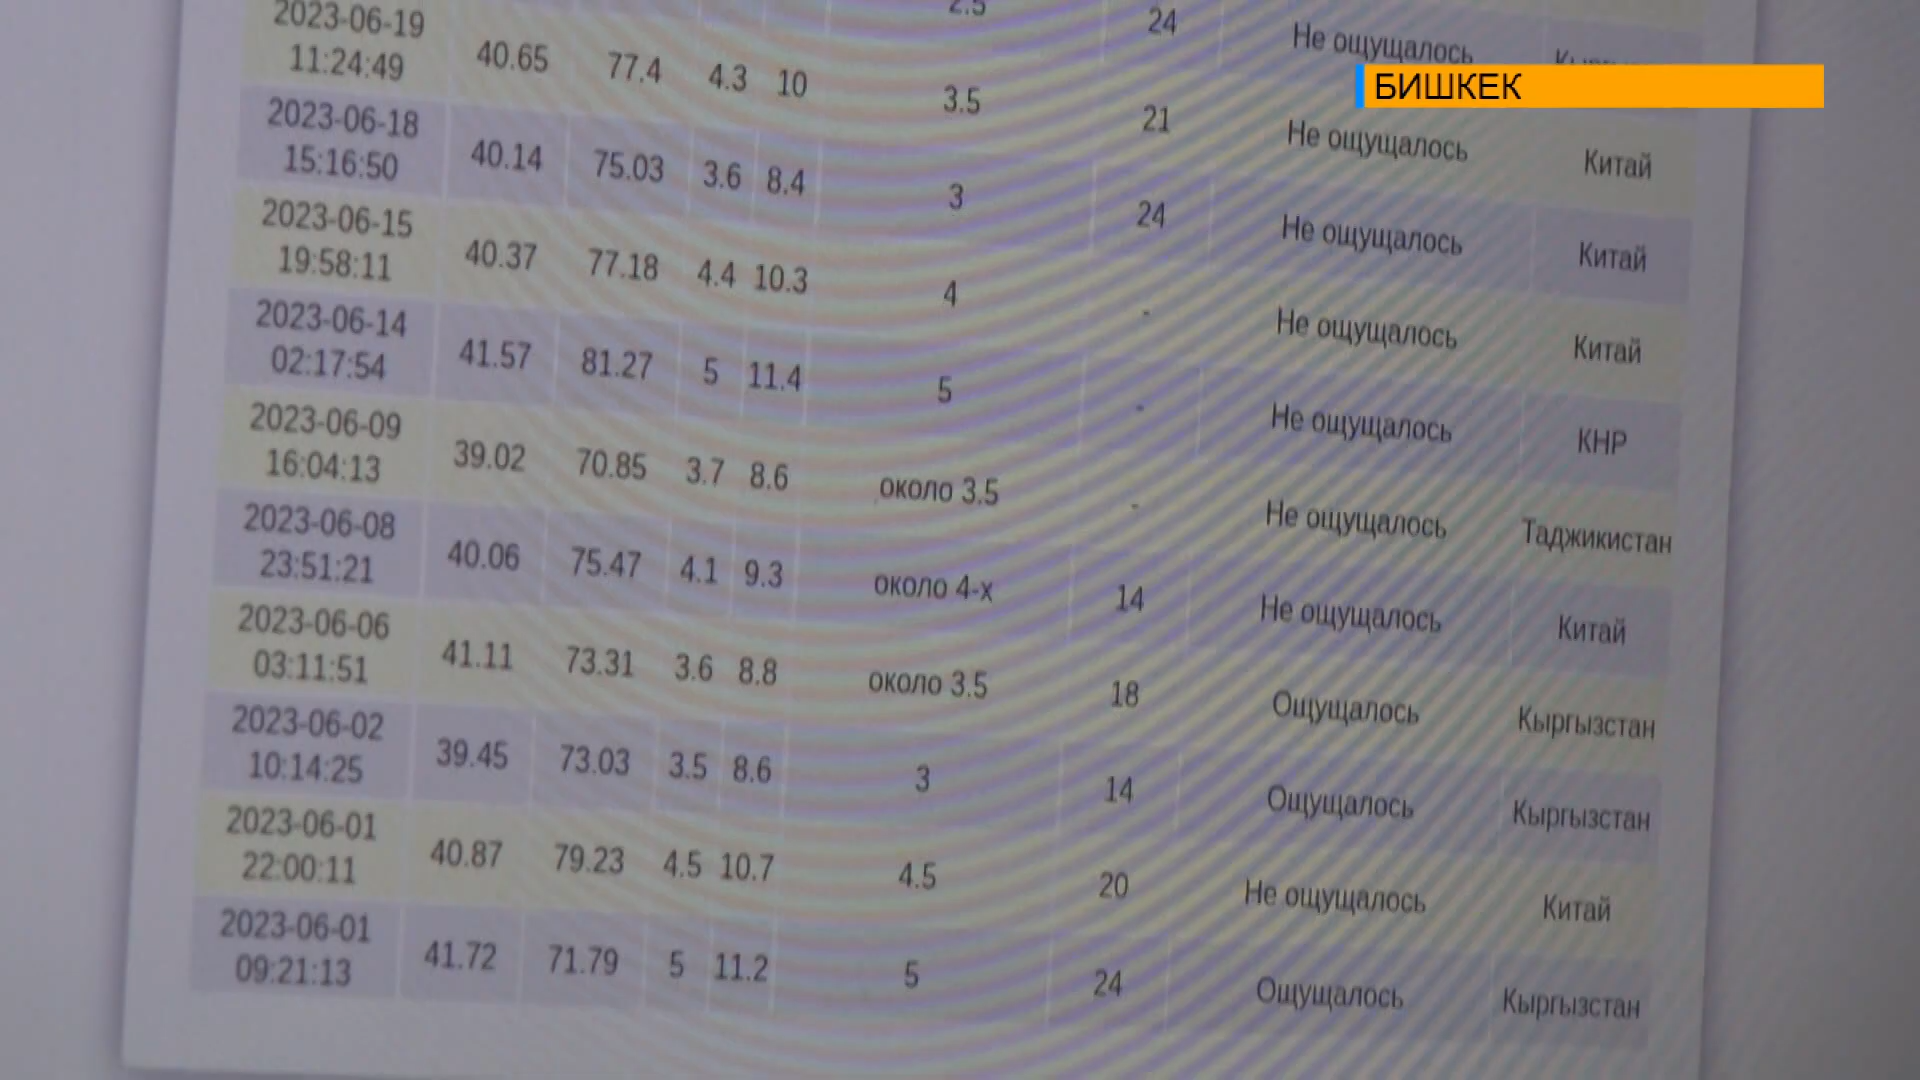 БИШКЕК
2.5 24 Не ощущалось
2023-06-19
11:24:49 40.65 77.4 4.3 10 3.5 21 Не ощущалось Китай
2023-06-18
15:16:50 40.14 75.03 3.6 8.4 3 24 Не ощущалось Китай
2023-06-15
19:58:11 40.37 77.18 4.4 10.3 4 - Не ощущалось Китай
2023-06-14
02:17:54 41.57 81.27 5 11.4 5 - Не ощущалось КНР
2023-06-09
16:04:13 39.02 70.85 3.7 8.6 около 3.5 - Не ощущалось Таджикистан
2023-06-08
23:51:21 40.06 75.47 4.1 9.3 около 4-х 14 Не ощущалось Китай
2023-06-06
03:11:51 41.11 73.31 3.6 8.8 около 3.5 18 Ощущалось Кыргызстан
2023-06-02
10:14:25 39.45 73.03 3.5 8.6 3 14 Ощущалось Кыргызстан
2023-06-01
22:00:11 40.87 79.23 4.5 10.7 4.5 20 Не ощущалось Китай
2023-06-01
09:21:13 41.72 71.79 5 11.2 5 24 Ощущалось Кыргызстан